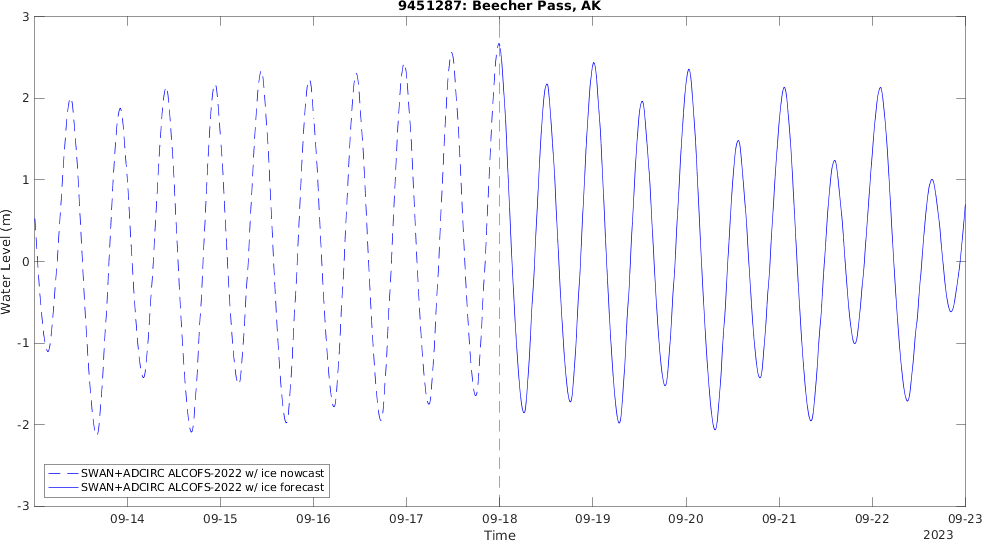 9451287: Beecher Pass, AK
3
2
1
0
-1
-2
-3
Water Level (m)
SWAN+ADCIRC ALCOFS-2022 w/ ice nowcast
SWAN+ADCIRC ALCOFS-2022 w/ ice forecast
09-14 09-15 09-16 09-17 09-18 09-19 09-20 09-21 09-22 09-23
Time
2023